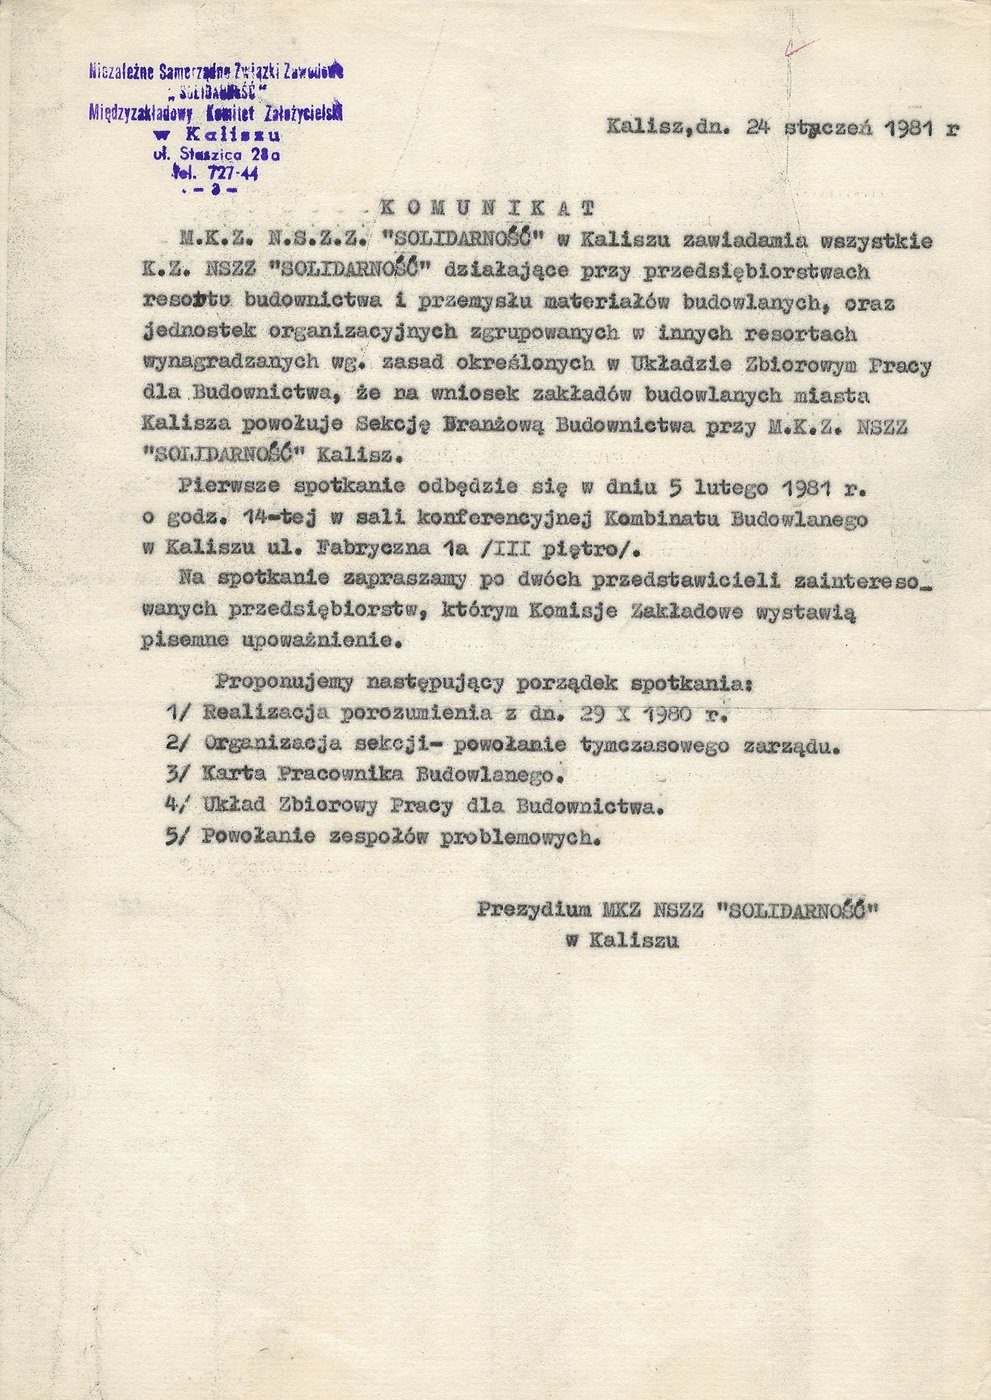 Niezależne Samorządne Związki Zawodowe
„SOLIDARNOŚĆ"
Międzyzakładowy Komitet Założycielski
w Kaliszu
ul. Staszica 28a
tel. 727-44
- 3 -
Kalisz,dn. 24 styczeń 1981 r
K O M U N I K A T
M.K.Z. N.S.Z.Z. "SOLIDARNOŚĆ" w Kaliszu zawiadamia wszystkie
K.Z. NSZZ "SOLIDARNOŚĆ" działające przy przedsiębiorstwach
resortu budownictwa i przemysłu materiałów budowlanych, oraz
jednostek organizacyjnych zgrupowanych w innych resortach
wynagradzanych wg. zasad określonych w Układzie Zbiorowym Pracy
dla Budownictwa, że na wniosek zakładów budowlanych miasta
Kalisza powołuje Sekcję Branżową Budownictwa przy M.K.Z. NSZZ
"SOLIDARNOŚĆ" Kalisz.
Pierwsze spotkanie odbędzie się w dniu 5 lutego 1981 r.
o godz. 14-tej w sali konferencyjnej Kombinatu Budowlanego
w Kaliszu ul. Fabryczna 1a /III piętro/.
Na spotkanie zapraszamy po dwóch przedstawicieli zaintereso_
wanych przedsiębiorstw, którym Komisje Zakładowe wystawią
pisemne upoważnienie.
Proponujemy następujący porządek spotkania:
1/ Realizacja porozumienia z dn. 29 X 1980 r.
2/ Organizacja sekcji- powołanie tymczasowego zarządu.
3/ Karta Pracownika Budowlanego.
4/ Układ Zbiorowy Pracy dla Budownictwa.
5/ Powołanie zespołów problemowych.
Prezydium MKZ NSZZ "SOLIDARNOŚĆ"
w Kaliszu